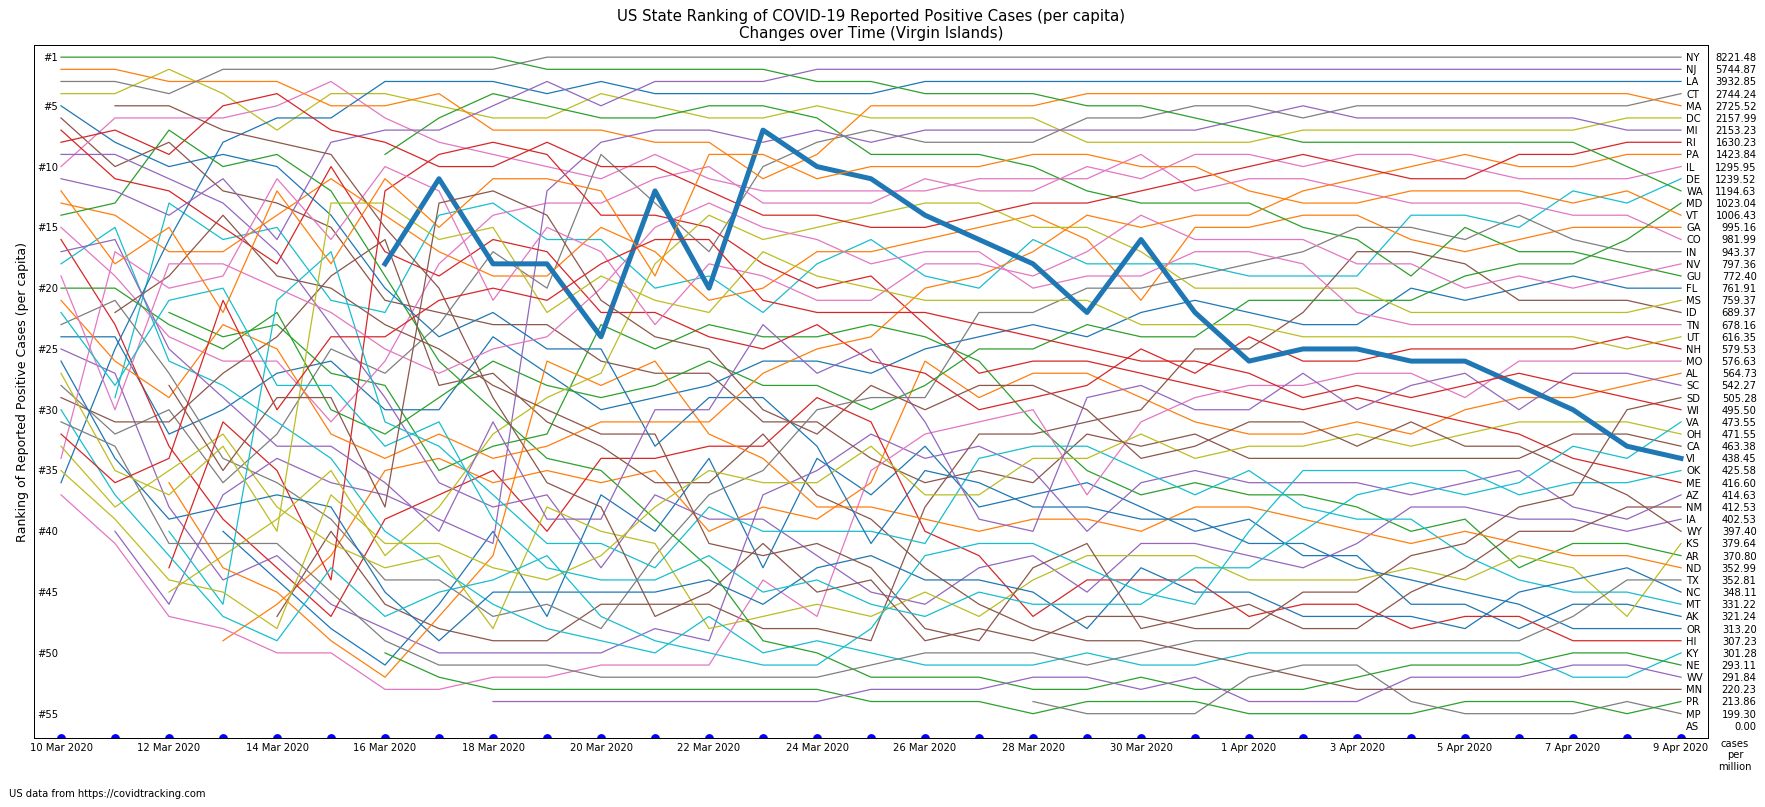 US State Ranking of COVID-19 Reported Positive Cases (per capita)
Changes over Time (Virgin Islands)
Ranking of Reported Positive Cases (per capita)
#1
#5
#10
#15
#20
#25
#30
#35
#40
#45
#50
#55
NY 8221.48
NJ 5744.87
LA 3932.85
CT 2744.24
MA 2725.52
DC 2157.99
MI 2153.23
RI 1630.23
PA 1423.84
IL 1295.95
DE 1239.52
WA 1194.63
MD 1023.04
VT 1006.43
GA 995.16
CO 981.99
IN 943.37
NV 797.36
GU 772.40
FL 761.91
MS 759.37
ID 689.37
TN 678.16
UT 616.35
NH 579.53
MO 576.63
AL 564.73
SC 542.27
SD 505.28
WI 495.50
VA 473.55
OH 471.55
CA 463.38
VI 438.45
OK 425.58
ME 416.60
AZ 414.63
NM 412.53
IA 402.53
WY 397.40
KS 379.64
AR 370.80
ND 352.99
TX 352.81
NC 348.11
MT 331.22
AK 321.24
OR 313.20
HI 307.23
KY 301.28
NE 293.11
WV 291.84
MN 220.23
PR 213.86
MP 199.30
AS 0.00
10 Mar 2020 12 Mar 2020 14 Mar 2020 16 Mar 2020 18 Mar 2020 20 Mar 2020 22 Mar 2020 24 Mar 2020 26 Mar 2020 28 Mar 2020 30 Mar 2020 1 Apr 2020 3 Apr 2020 5 Apr 2020 7 Apr 2020 9 Apr 2020
cases
per
million
US data from https://covidtracking.com